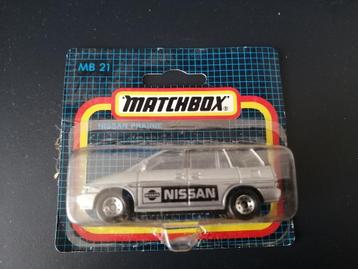 MB 21
MATCHBOX
NISSAN PRAIRIE
NISSAN